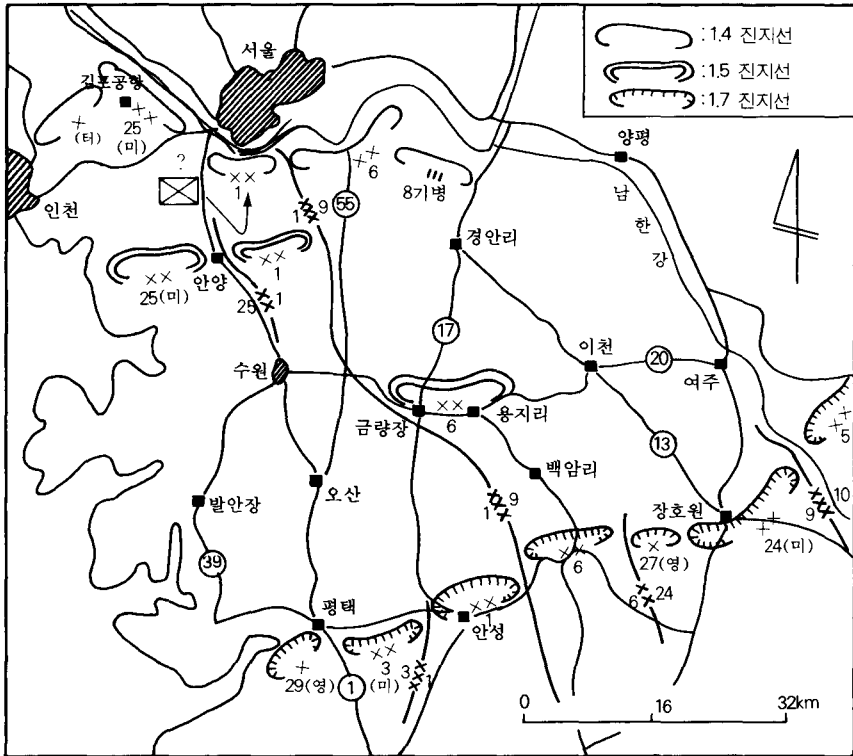 서울
: 1.4 진지선
: 1.5 진지선
: 1.7 진지선
김포공항
(터)
25
(미)
?
1
6
8기병
양평
남
한
강
인천
1
9
55
경안리
1
25(미)
안양
25
1
17
이천
20
여주
수원
6
용지리
금량장
13
5
백암리
발안장
오산
1
9
장호원
9
10
24(미)
27(영)
6
39
6
24
평택
1
안성
29(영)
3
(미)
1
3
1
0
16
32km